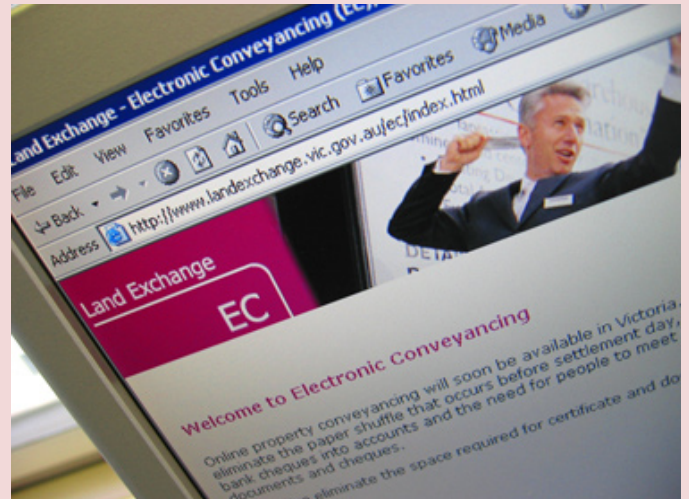 Land Exchange - Electronic Conveyancing (EC),
File Edit View Favorites Tools Help
Back Search Favorites Media
Address http://www.landexchange.vic.gov.au/ec/index.html
Land Exchange
EC
Welcome to Electronic Conveyancing
Online property conveyancing will soon be available in Victoria.
eliminate the paper shuffle that occurs before settlement day,
bank cheques into accounts and the need for people to meet
documents and cheques.
eliminate the space required for certificate and do